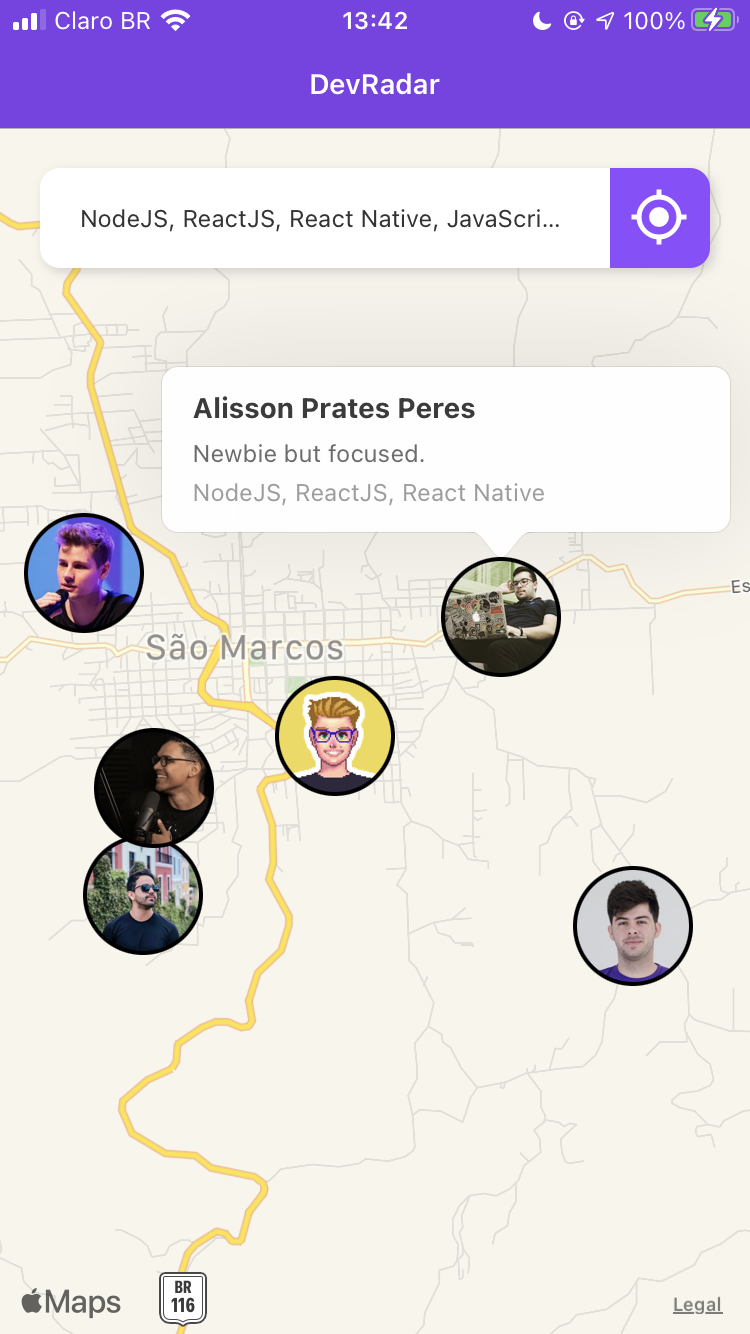 Claro BR 13:42 100%
DevRadar
NodeJS, ReactJS, React Native, JavaScri...
Alisson Prates Peres
Newbie but focused.
NodeJS, ReactJS, React Native
Es
São Marcos
Maps
BR
116
Legal